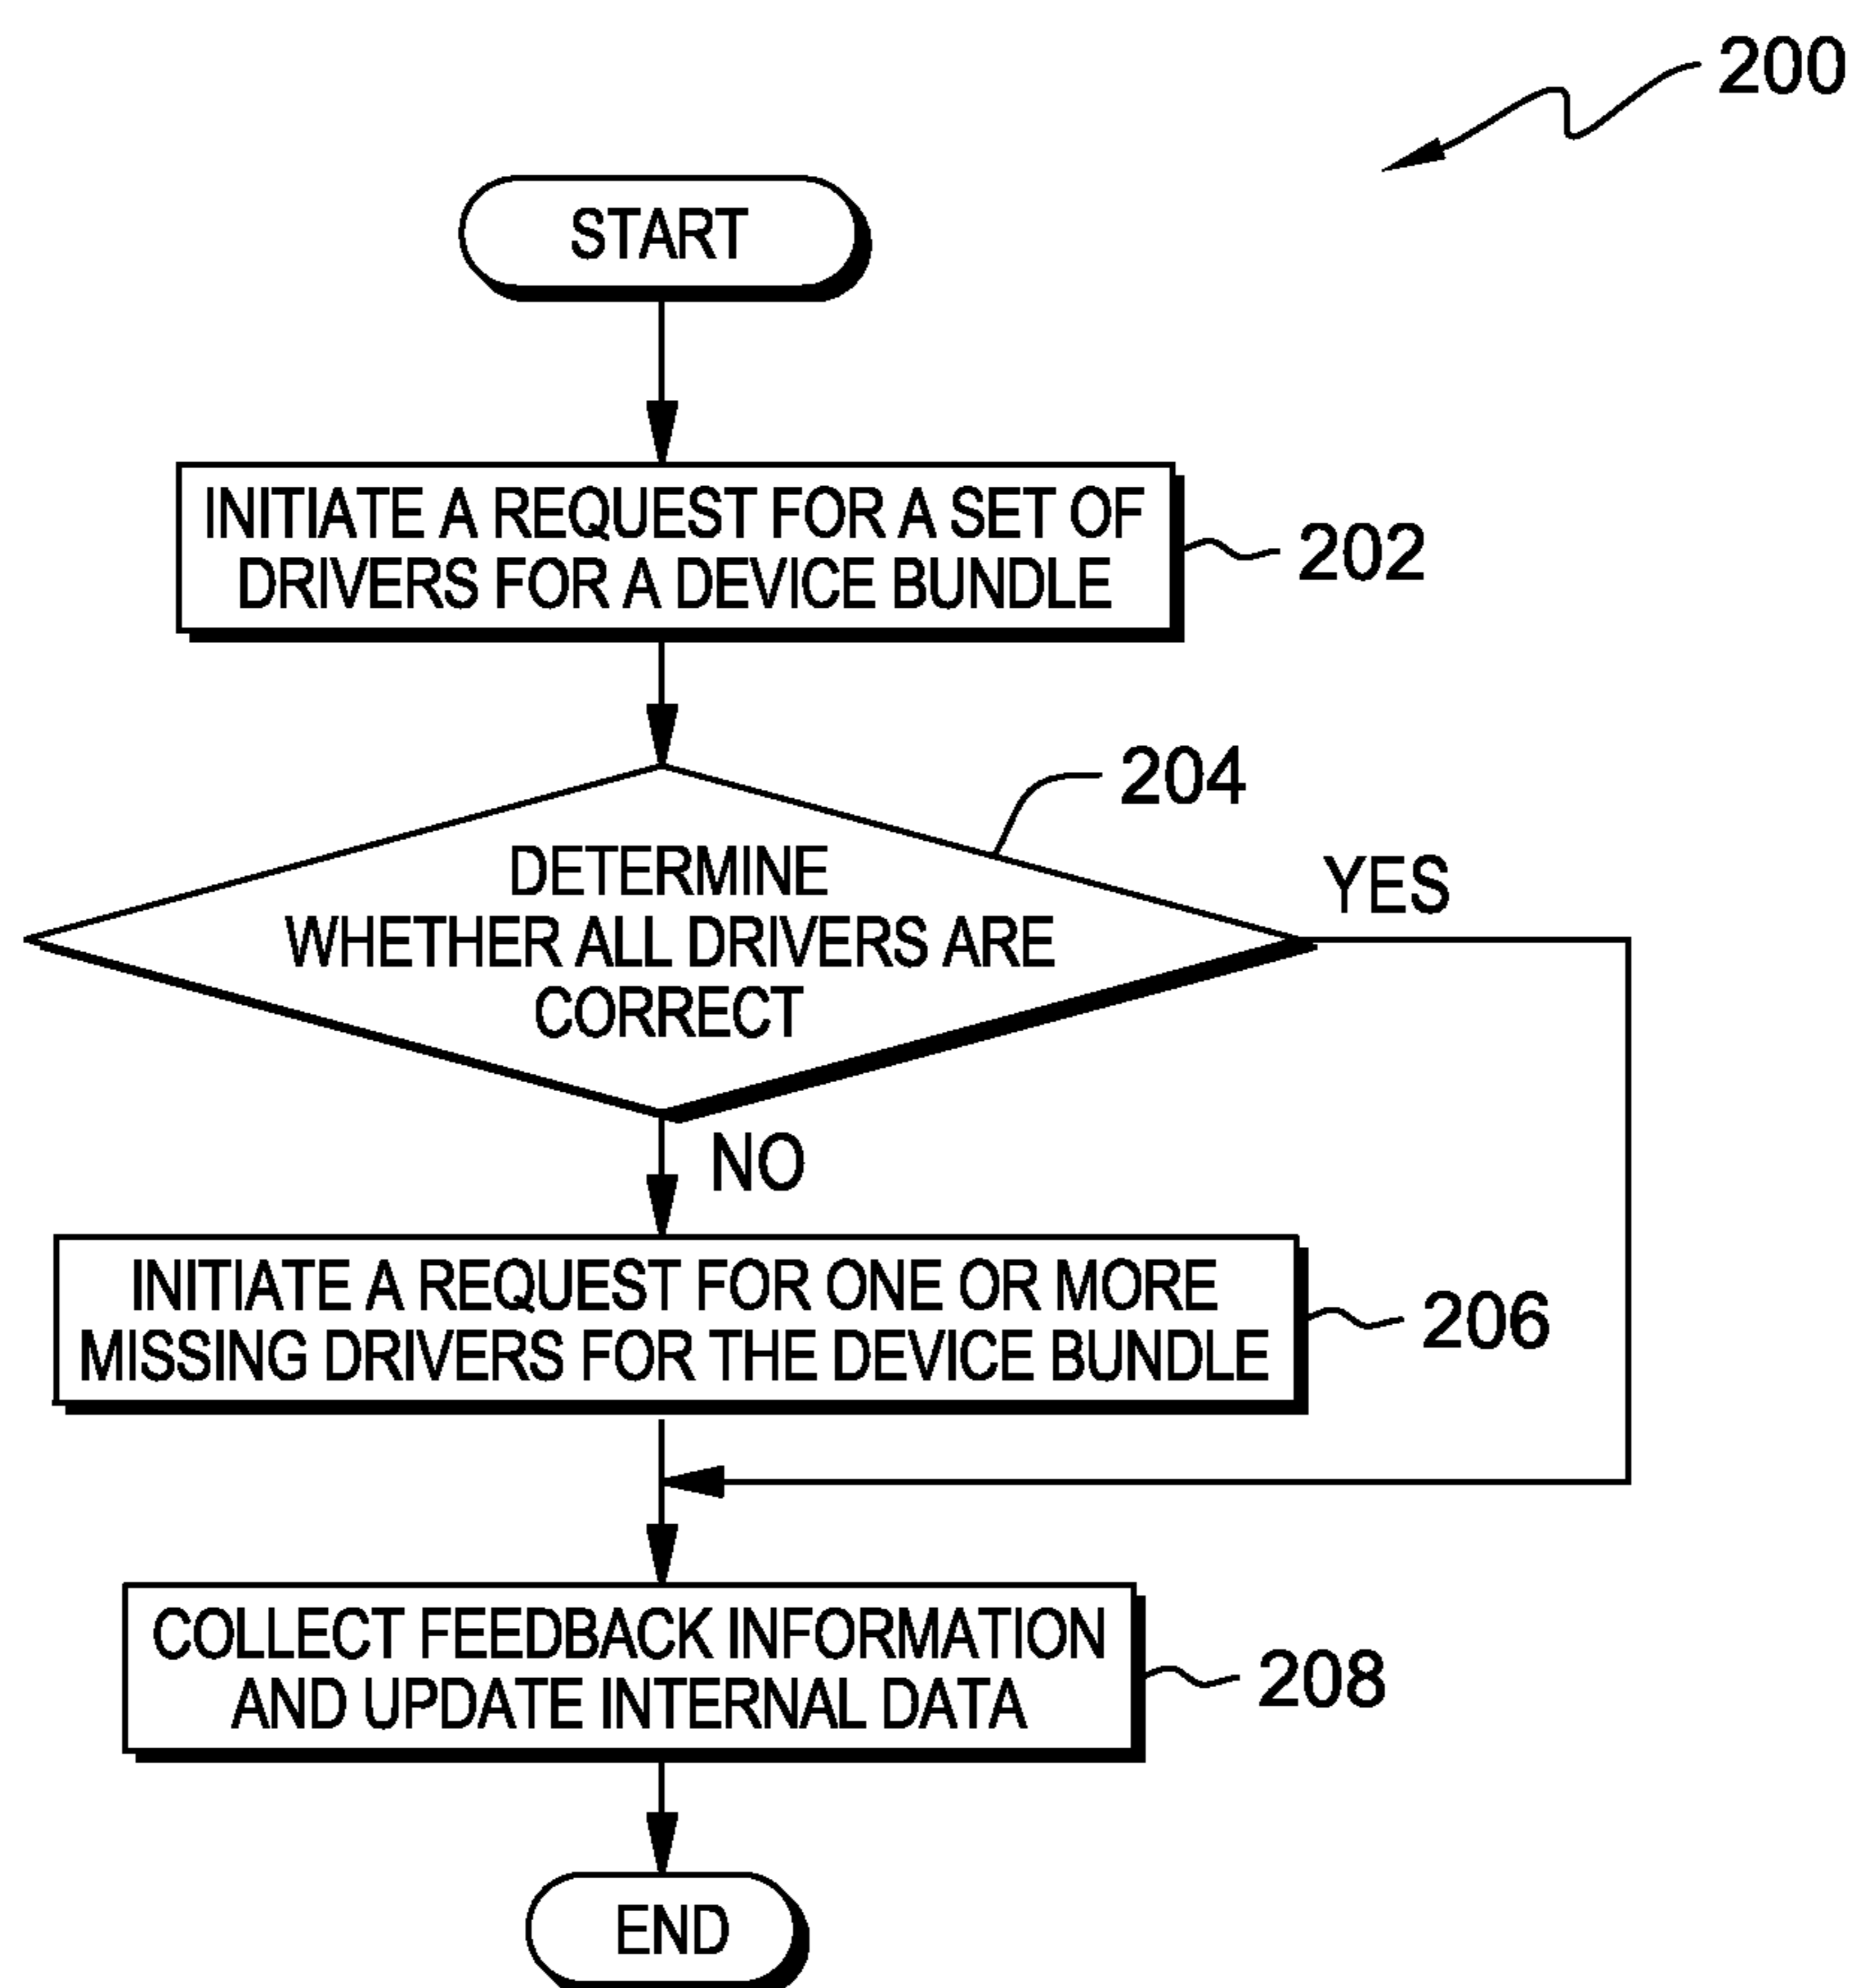 200
START
INITIATE A REQUEST FOR A SET OF
DRIVERS FOR A DEVICE BUNDLE
202
204
DETERMINE
WHETHER ALL DRIVERS ARE
CORRECT
YES
NO
INITIATE A REQUEST FOR ONE OR MORE
MISSING DRIVERS FOR THE DEVICE BUNDLE
206
COLLECT FEEDBACK INFORMATION
AND UPDATE INTERNAL DATA
208
END